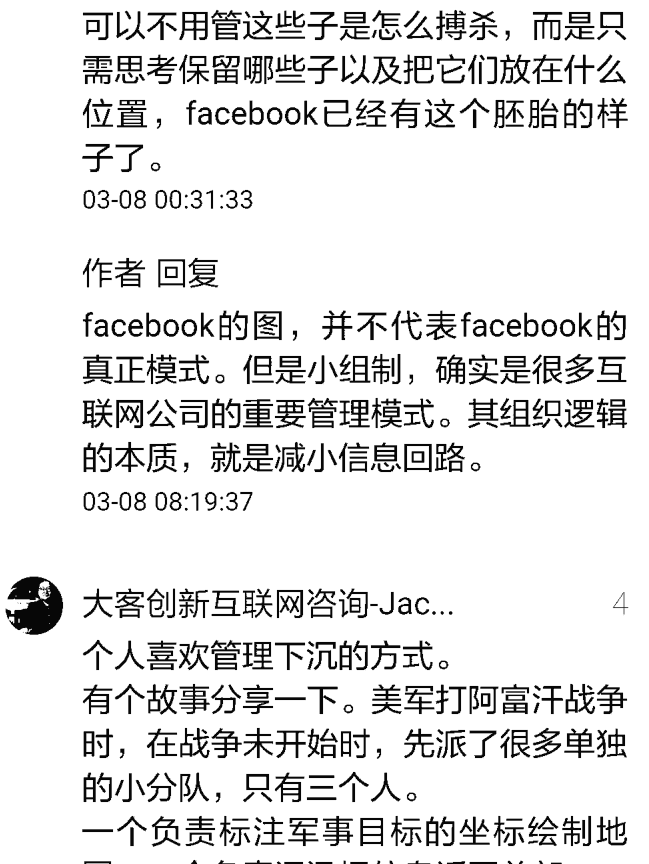 可以不用管这些子是怎么搏杀，而是只
需思考保留哪些子以及把它们放在什么
位置，facebook已经有这个胚胎的样
子了。
03-08 00:31:33
作者 回复
facebook的图，并不代表facebook的
真正模式。但是小组制，确实是很多互
联网公司的重要管理模式。其组织逻辑
的本质，就是减小信息回路。
03-08 08:19:37
大客创新互联网咨询-Jac...
4
个人喜欢管理下沉的方式。
有个故事分享一下。美军打阿富汗战争
时，在战争未开始时，先派了很多单独
的小分队，只有三个人。
一个负责标注军事目标的坐标绘制地